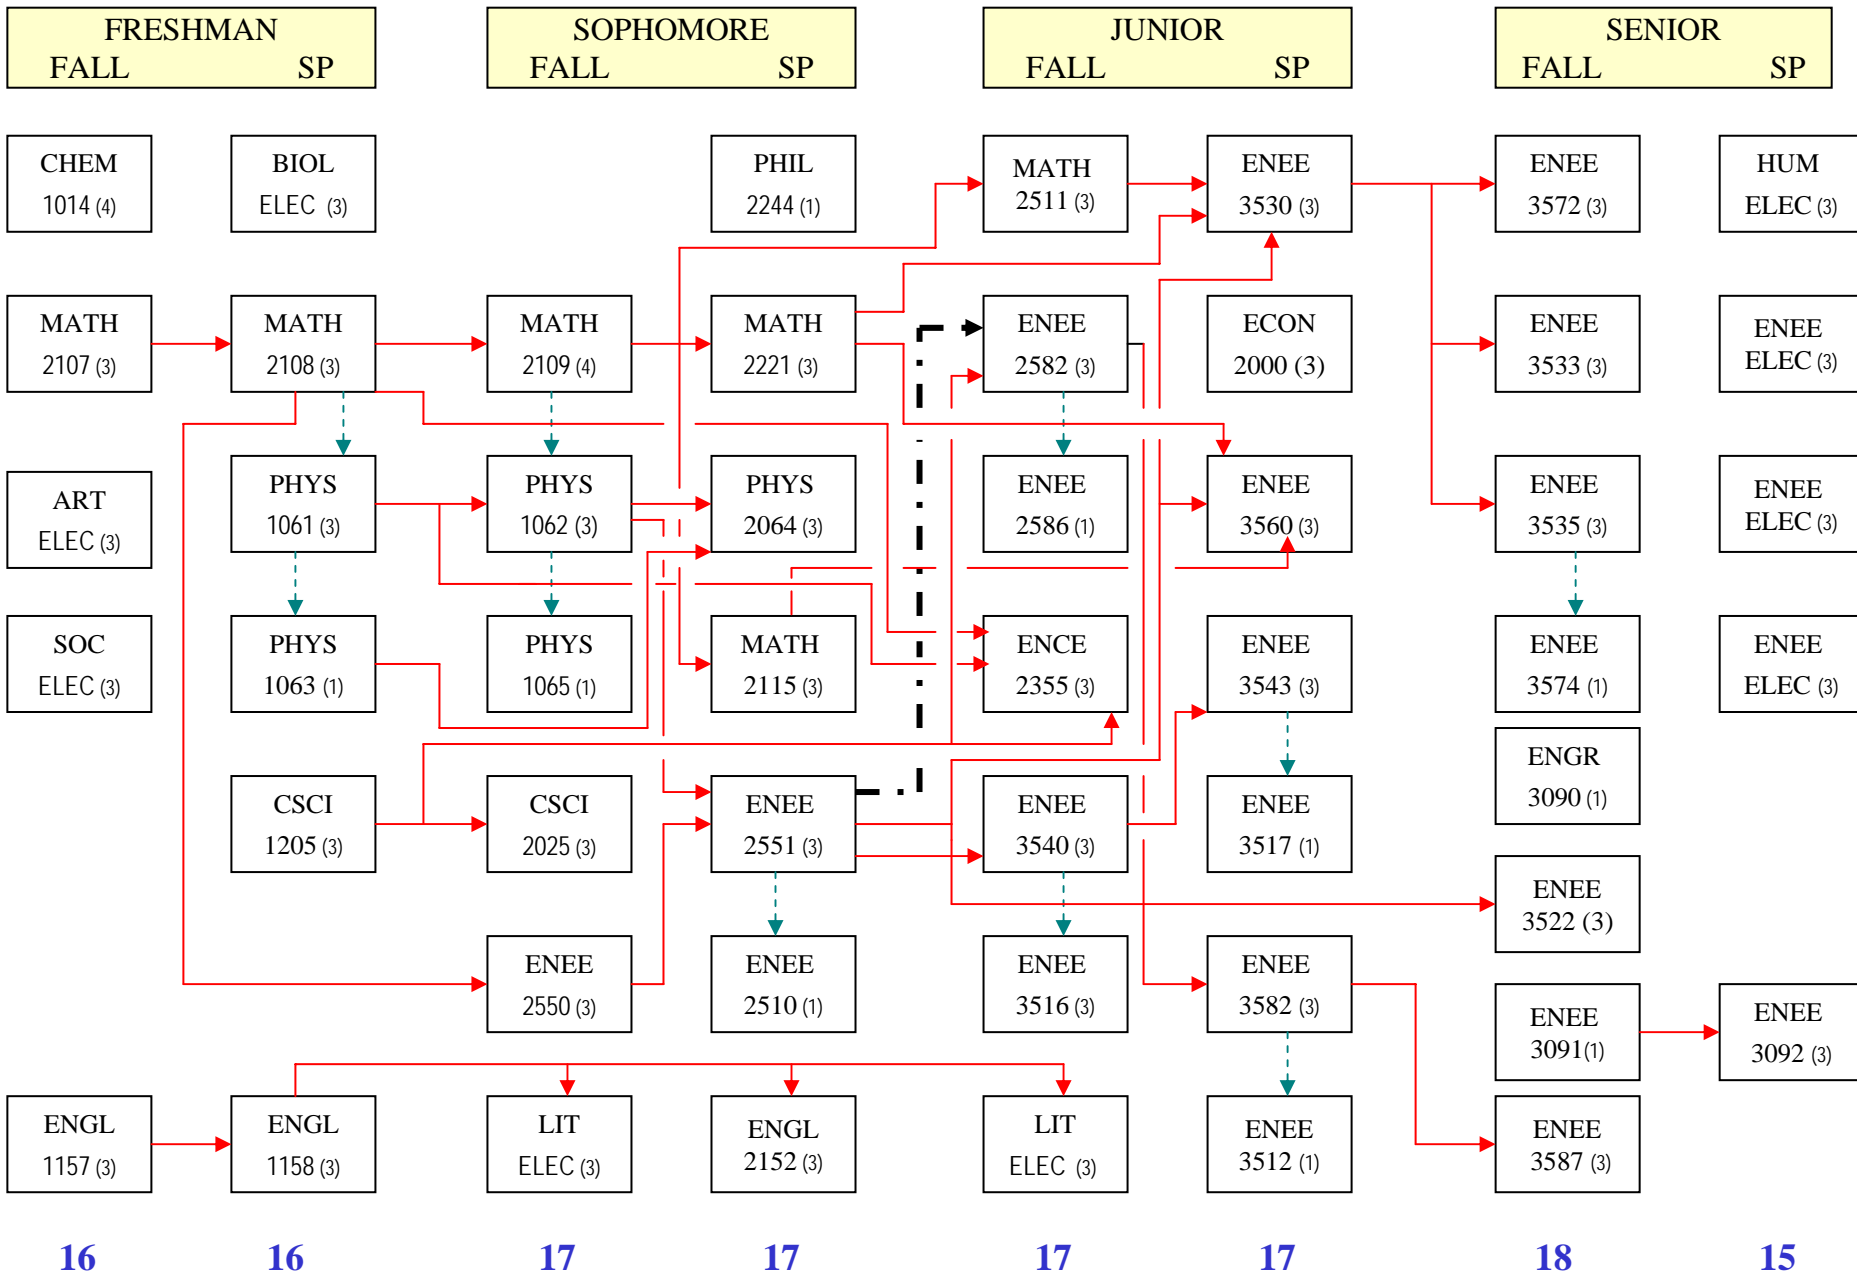 FRESHMAN
FALL SP
SOPHOMORE
FALL SP
JUNIOR
FALL SP
SENIOR
FALL SP
CHEM
1014 (4)
BIOL
ELEC (3)
PHIL
2244 (1)
MATH
2511 (3)
ENEE
3530 (3)
ENEE
3572 (3)
HUM
ELEC (3)
MATH
2107 (3)
MATH
2108 (3)
MATH
2109 (4)
MATH
2221 (3)
ENEE
2582 (3)
ECON
2000 (3)
ENEE
3533 (3)
ENEE
ELEC (3)
ART
ELEC (3)
PHYS
1061 (3)
PHYS
1062 (3)
PHYS
2064 (3)
ENEE
2586 (1)
ENEE
3560 (3)
ENEE
3535 (3)
ENEE
ELEC (3)
SOC
ELEC (3)
PHYS
1063 (1)
PHYS
1065 (1)
MATH
2115 (3)
ENCE
2355 (3)
ENEE
3543 (3)
ENEE
3574 (1)
ENEE
ELEC (3)
CSCI
1205 (3)
CSCI
2025 (3)
ENEE
2551 (3)
ENEE
3540 (3)
ENEE
3517 (1)
ENGR
3090 (1)
ENEE
3522 (3)
ENEE
2550 (3)
ENEE
2510 (1)
ENEE
3516 (3)
ENEE
3582 (3)
ENEE
3091(1)
ENEE
3092 (3)
ENGL
1157 (3)
ENGL
1158 (3)
LIT
ELEC (3)
ENGL
2152 (3)
LIT
ELEC (3)
ENEE
3512 (1)
ENEE
3587 (3)
16 16 17 17 17 17 18 15